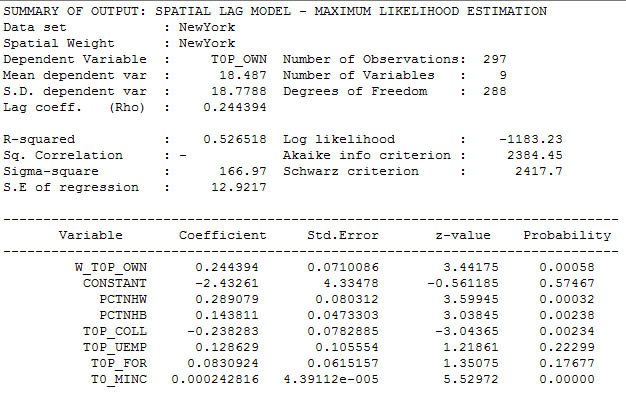 SUMMARY OF OUTPUT: SPATIAL LAG MODEL - MAXIMUM LIKELIHOOD ESTIMATION
Data set : NewYork
Spatial Weight : NewYork
Dependent Variable : T0P_OWN Number of Observations: 297
Mean dependent var : 18.487 Number of Variables : 9
S.D. dependent var : 18.7788 Degrees of Freedom : 288
Lag coeff. (Rho) : 0.244394
R-squared : 0.526518 Log likelihood : -1183.23
Sq. Correlation : - Akaike info criterion : 2384.45
Sigma-square : 166.97 Schwarz criterion : 2417.7
S.E of regression : 12.9217
-----------------------------------------------------------------------------
Variable Coefficient Std.Error z-value Probability
-----------------------------------------------------------------------------
W_T0P_OWN 0.244394 0.0710086 3.44175 0.00058
CONSTANT -2.43261 4.33478 -0.561185 0.57467
PCTNHW 0.289079 0.080312 3.59945 0.00032
PCTNHB 0.143811 0.0473303 3.03845 0.00238
T0P_COLL -0.238283 0.0782885 -3.04365 0.00234
T0P_UEMP 0.128629 0.105554 1.21861 0.22299
T0P_FOR 0.0830924 0.0615157 1.35075 0.17677
T0_MINC 0.000242816 4.39112e-005 5.52972 0.00000